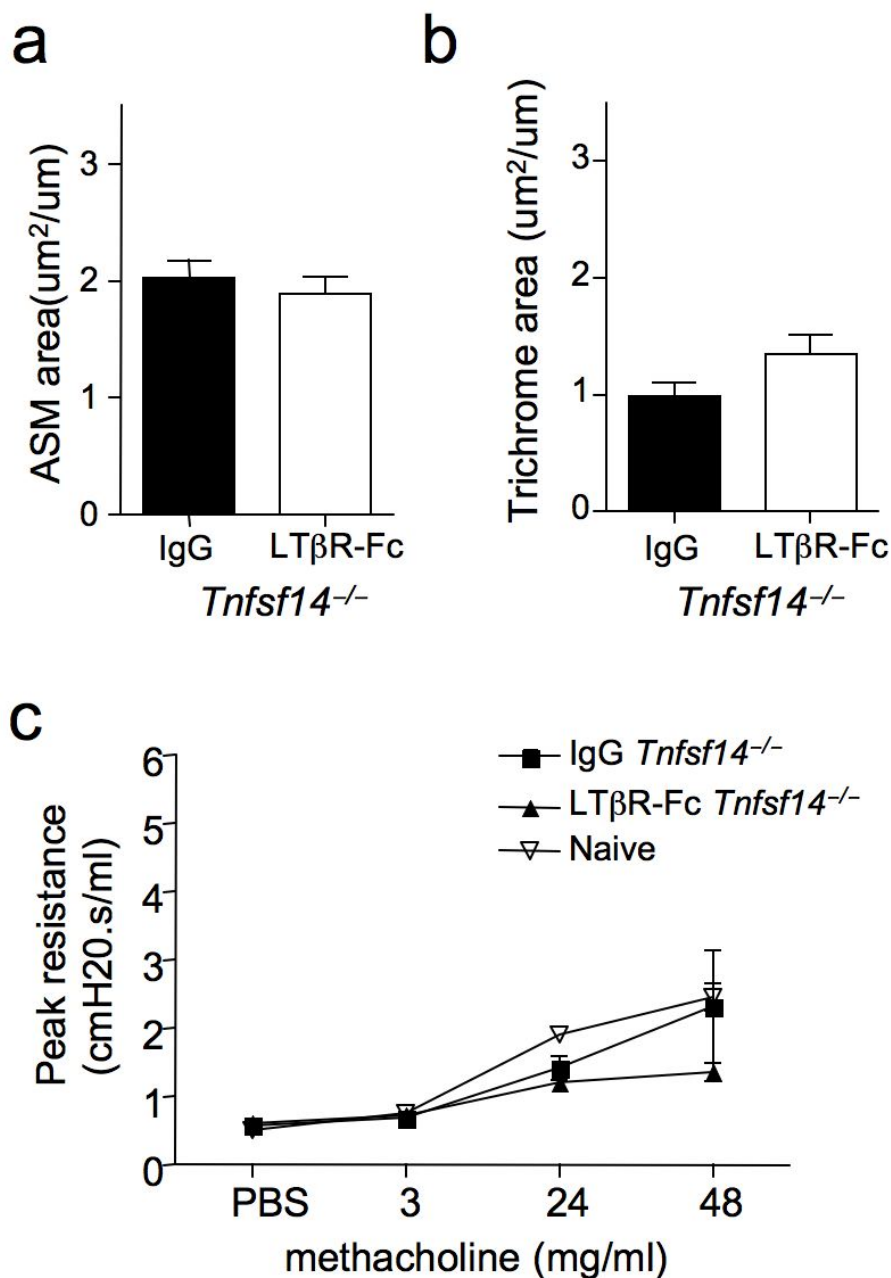 a
ASM area(um²/um)
3
2
1
0
IgG
LTβR-Fc
Tnfsf14⁻/⁻
b
Trichrome area (um²/um)
3
2
1
0
IgG
LTβR-Fc
Tnfsf14⁻/⁻
c
Peak resistance
(cmH20.s/ml)
6
5
4
3
2
1
0
IgG Tnfsf14⁻/⁻
LTβR-Fc Tnfsf14⁻/⁻
Naive
PBS
3
24
48
methacholine (mg/ml)